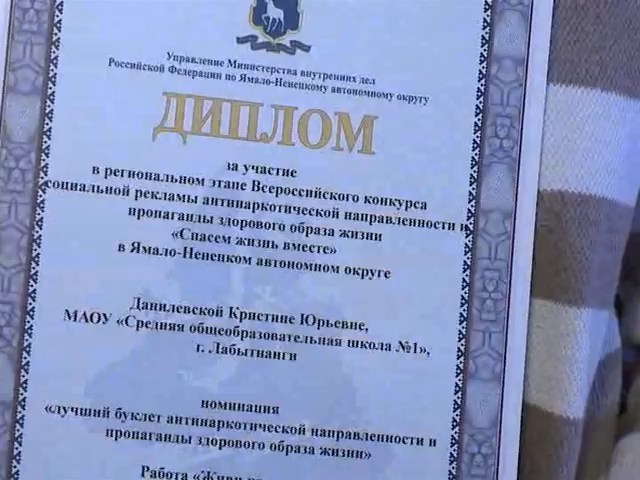 Управление Министерства внутренних дел
Российской Федерации по Ямало-Ненецкому автономному округу
ДИПЛОМ
за участие
в региональном этапе Всероссийского конкурса
социальной рекламы антинаркотической направленности и
пропаганды здорового образа жизни
«Спасем жизнь вместе»
в Ямало-Ненецком автономном округе
Данилевской Кристине Юрьевне,
МАОУ «Средняя общеобразовательная школа №1»,
г. Лабытнанги
номинация
«лучший буклет антинаркотической направленности и
пропаганды здорового образа жизни»
Работа «Живи